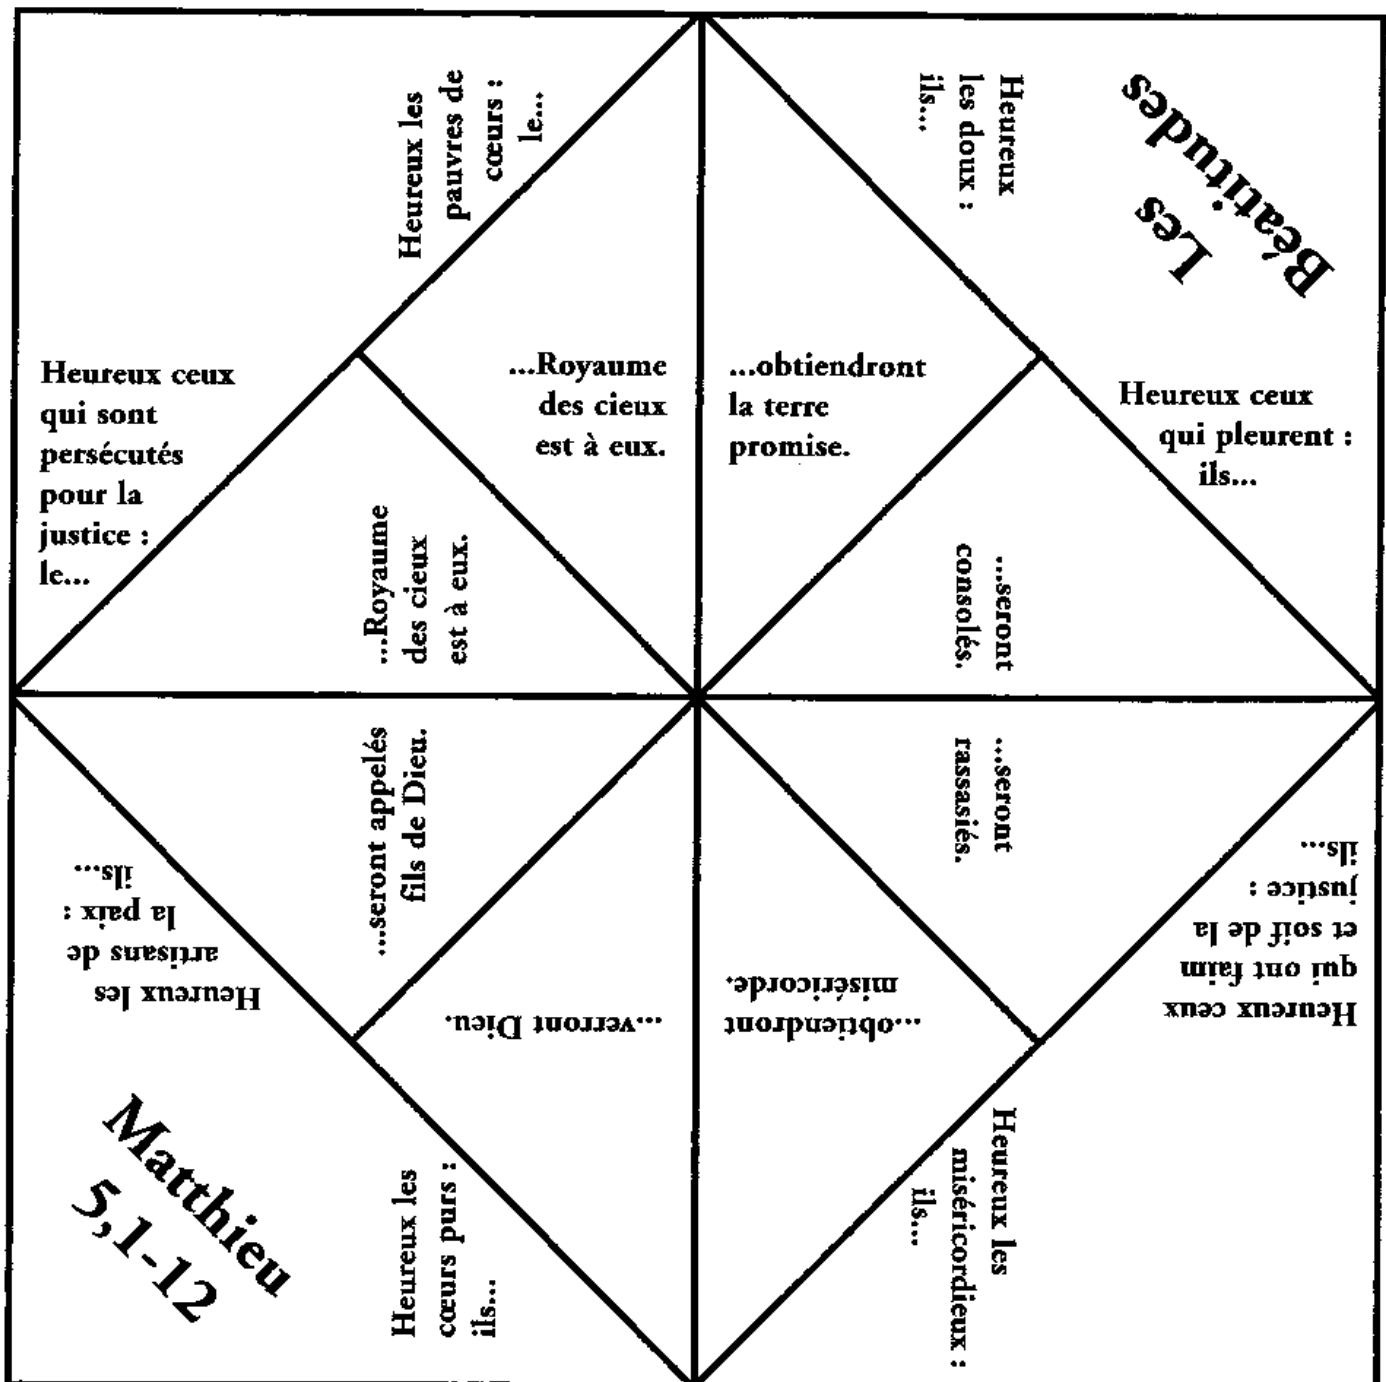 Heureux les
pauvres de
cœurs :
le...
Heureux
les doux :
ils...
Les
Béatitudes
Heureux ceux
qui sont
persécutés
pour la
justice :
le...
...Royaume
des cieux
est à eux.
...obtiendront
la terre
promise.
Heureux ceux
qui pleurent :
ils...
...Royaume
des cieux
est à eux.
...seront
consolés.
...seront appelés
fils de Dieu.
...seront
rassasiés.
Heureux les
artisans de
la paix :
ils...
...verront Dieu.
...obtiendront
miséricorde.
Heureux ceux
qui ont faim
et soif de la
justice :
ils...
Matthieu
5,1-12
Heureux les
cœurs purs :
ils...
Heureux les
miséricordieux :
ils...